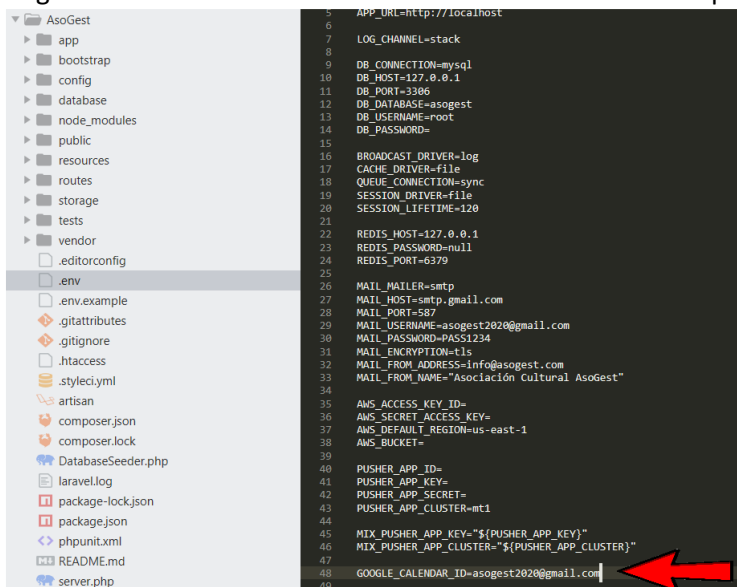 AsoGest
app
bootstrap
config
database
node_modules
public
resources
routes
storage
tests
vendor
.editorconfig
.env
.env.example
.gitattributes
.gitignore
.htaccess
.styleci.yml
artisan
composer.json
composer.lock
DatabaseSeeder.php
laravel.log
package-lock.json
package.json
phpunit.xml
README.md
server.php
5 APP_URL=http://localhost
6
7 LOG_CHANNEL=stack
8
9 DB_CONNECTION=mysql
10 DB_HOST=127.0.0.1
11 DB_PORT=3306
12 DB_DATABASE=asogest
13 DB_USERNAME=root
14 DB_PASSWORD=
15
16 BROADCAST_DRIVER=log
17 CACHE_DRIVER=file
18 QUEUE_CONNECTION=sync
19 SESSION_DRIVER=file
20 SESSION_LIFETIME=120
21
22 REDIS_HOST=127.0.0.1
23 REDIS_PASSWORD=null
24 REDIS_PORT=6379
25
26 MAIL_MAILER=smtp
27 MAIL_HOST=smtp.gmail.com
28 MAIL_PORT=587
29 MAIL_USERNAME=asogest2020@gmail.com
30 MAIL_PASSWORD=PASS1234
31 MAIL_ENCRYPTION=tls
32 MAIL_FROM_ADDRESS=info@asogest.com
33 MAIL_FROM_NAME="Asociación Cultural AsoGest"
34
35 AWS_ACCESS_KEY_ID=
36 AWS_SECRET_ACCESS_KEY=
37 AWS_DEFAULT_REGION=us-east-1
38 AWS_BUCKET=
39
40 PUSHER_APP_ID=
41 PUSHER_APP_KEY=
42 PUSHER_APP_SECRET=
43 PUSHER_APP_CLUSTER=mt1
44
45 MIX_PUSHER_APP_KEY="${PUSHER_APP_KEY}"
46 MIX_PUSHER_APP_CLUSTER="${PUSHER_APP_CLUSTER}"
47
48 GOOGLE_CALENDAR_ID=asogest2020@gmail.com
49